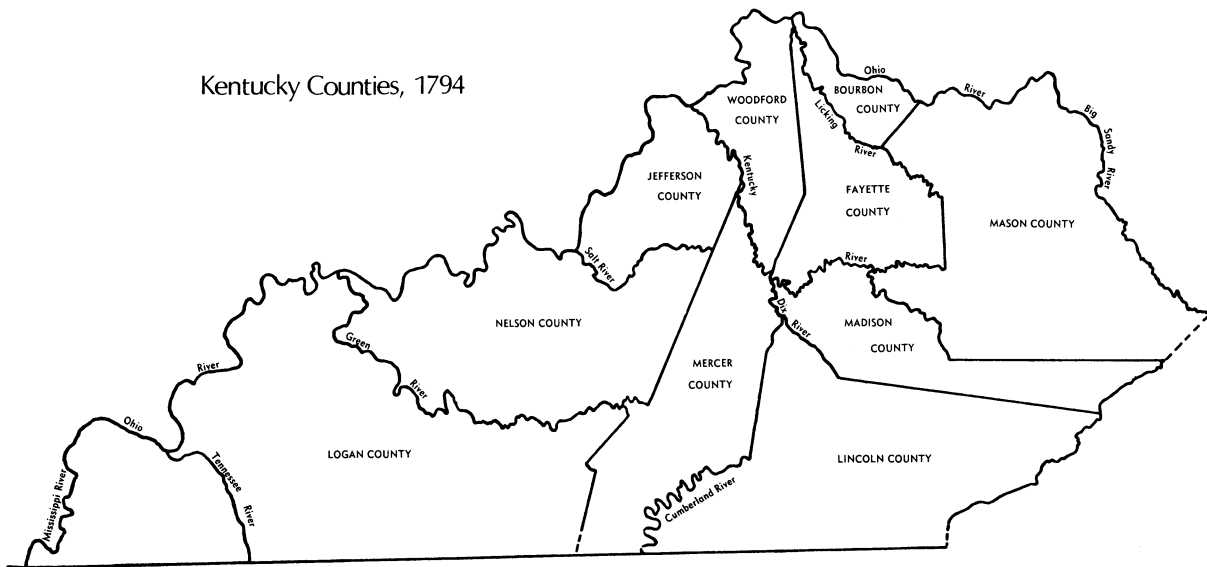 Kentucky Counties, 1794
WOODFORD
COUNTY
Ohio
BOURBON
COUNTY
River
Big
Sandy
River
Licking
River
Kentucky
JEFFERSON
COUNTY
FAYETTE
COUNTY
MASON COUNTY
Salt River
River
Dix
River
NELSON COUNTY
MADISON
COUNTY
Green
River
MERCER
COUNTY
River
Ohio
LOGAN COUNTY
LINCOLN COUNTY
Tennessee
River
Mississippi River
Cumberland River